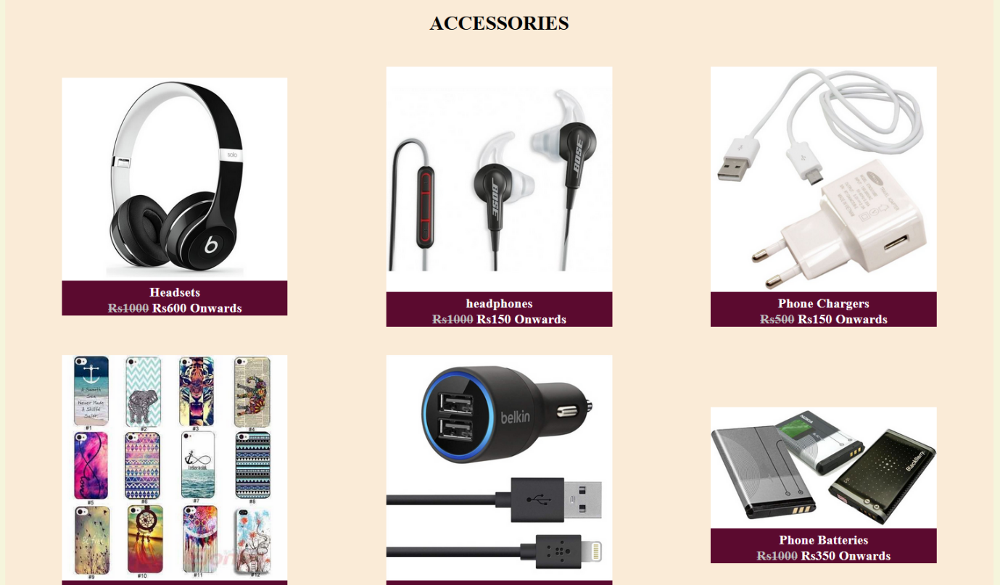 ACCESSORIES
solo
b
Headsets
Rs1000 Rs600 Onwards
BOSE
BOSE
headphones
Rs1000 Rs150 Onwards
Phone Chargers
Rs500 Rs150 Onwards
A Smooth
Sea
Never Made
A Skillful
Sailor
#1
#2
#3
#4
love
#5
#6
#7
#8
#9
#10
#11
#12
belkin
NOKIA
BlackBerry
Phone Batteries
Rs1000 Rs350 Onwards